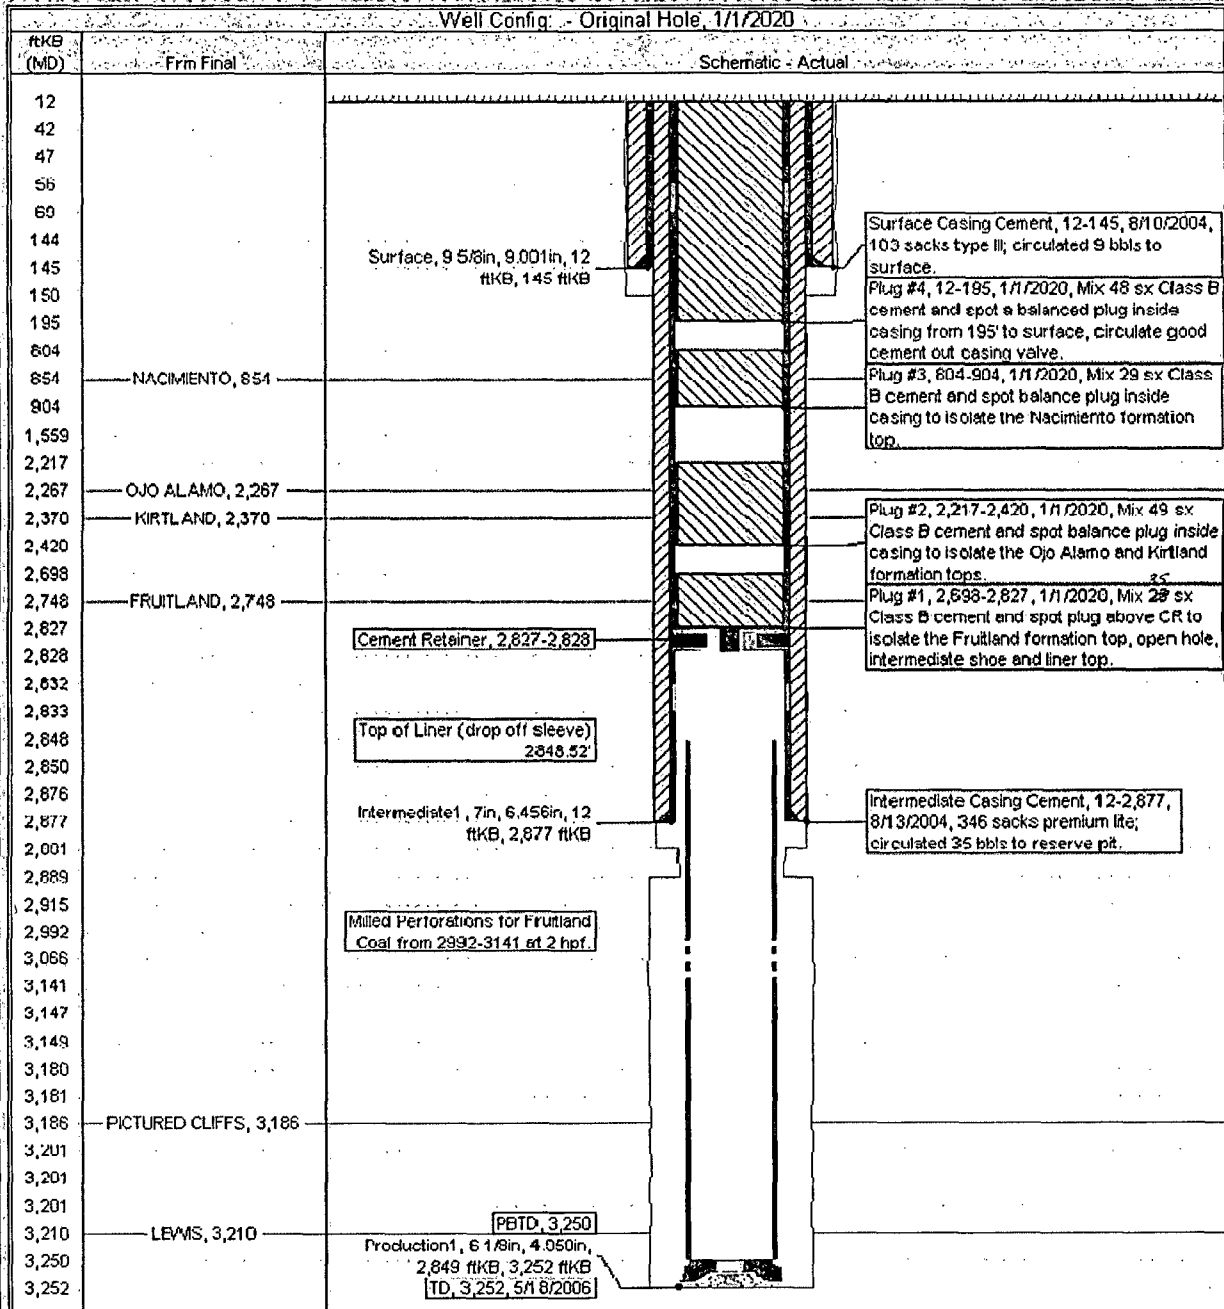 Well Config: - Original Hole, 1/1/2020
ftKB
(MD)
Frm Final
Schematic - Actual
12
42
47
56
69
144
145
150
195
604
854
904
1,559
2,217
2,267
2,370
2,420
2,698
2,748
2,827
2,828
2,832
2,833
2,848
2,850
2,876
2,877
2,001
2,889
2,915
2,992
3,066
3,141
3,147
3,149
3,180
3,181
3,186
3,201
3,201
3,201
3,210
3,250
3,252
NACIMIENTO, 854
OJO ALAMO, 2,267
KIRTLAND, 2,370
FRUITLAND, 2,748
PICTURED CLIFFS, 3,186
LEWIS, 3,210
Surface, 9 5/8in, 9.001in, 12
ftKB, 145 ftKB
Cement Retainer, 2,827-2,828
Top of Liner (drop off sleeve)
2848.52'
Intermediate1, 7in, 6.456in, 12
ftKB, 2,877 ftKB
Milled Perforations for Fruitland
Coal from 2992-3141 at 2 hpf.
PBTD, 3,250
Production1, 6 1/8in, 4.050in,
2,849 ftKB, 3,252 ftKB
TD, 3,252, 5/18/2006
Surface Casing Cement, 12-145, 8/10/2004,
103 sacks type III; circulated 9 bbls to
surface.
Plug #4, 12-195, 1/1/2020, Mix 48 sx Class B
cement and spot a balanced plug inside
casing from 195' to surface, circulate good
cement out casing valve.
Plug #3, 804-904, 1/1/2020, Mix 29 sx Class
B cement and spot balance plug inside
casing to isolate the Nacimiento formation
top.
Plug #2, 2,217-2,420, 1/1/2020, Mix 49 sx
Class B cement and spot balance plug inside
casing to isolate the Ojo Alamo and Kirtland
formation tops.
35
Plug #1, 2,698-2,827, 1/1/2020, Mix sx
Class B cement and spot plug above CR to
isolate the Fruitland formation top, open hole,
intermediate shoe and liner top.
Intermediate Casing Cement, 12-2,877,
8/13/2004, 346 sacks premium lite;
circulated 35 bbls to reserve pit.